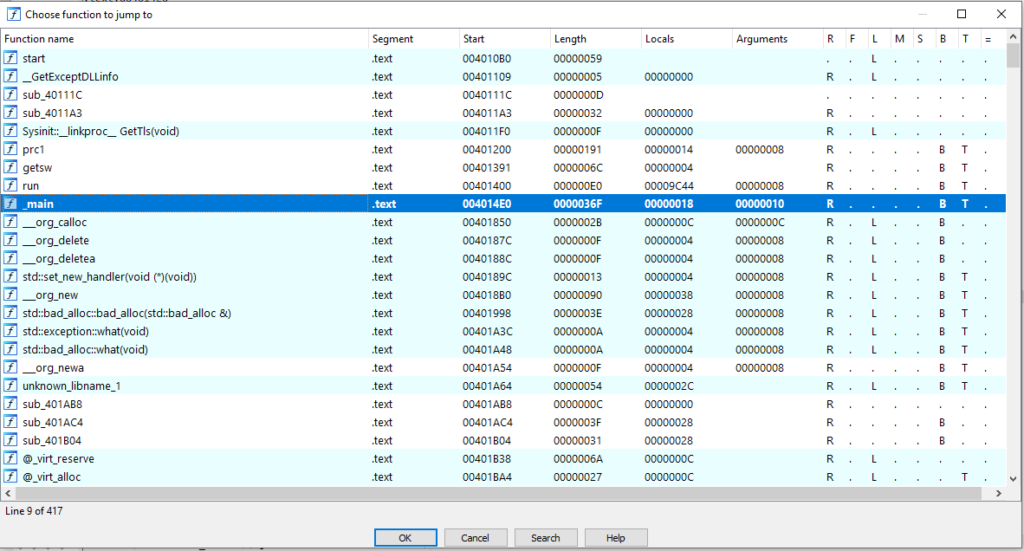 Choose function to jump to
Function name Segment Start Length Locals Arguments R F L M S B T =
start .text 004010B0 00000059 . . L . . . . .
__GetExceptDLLinfo .text 00401109 00000005 00000000 R . L . . . . .
sub_40111C .text 0040111C 0000000D . . . . . . . .
sub_4011A3 .text 004011A3 00000032 00000000 R . . . . . . .
Sysinit::__linkproc__ GetTls(void) .text 004011F0 0000000F 00000000 R . L . . . . .
prc1 .text 00401200 00000191 00000014 00000008 R . . . . B T .
getsw .text 00401391 0000006C 00000004 R . . . . B T .
run .text 00401400 000000E0 00009C44 00000008 R . . . . B T .
_main .text 004014E0 0000036F 00000018 00000010 R . . . . B T .
___org_calloc .text 00401850 0000002B 0000000C 0000000C R . L . . B . .
___org_delete .text 0040187C 0000000F 00000004 00000008 R . L . . B . .
___org_deletea .text 0040188C 0000000F 00000004 00000008 R . L . . B . .
std::set_new_handler(void (*)(void)) .text 0040189C 00000013 00000004 00000008 R . L . . B T .
___org_new .text 004018B0 00000090 00000038 00000008 R . L . . B T .
std::bad_alloc::bad_alloc(std::bad_alloc &) .text 00401998 0000003E 00000028 00000008 R . L . . B T .
std::exception::what(void) .text 00401A3C 0000000A 00000004 00000008 R . L . . B T .
std::bad_alloc::what(void) .text 00401A48 0000000A 00000004 00000008 R . L . . B T .
___org_newa .text 00401A54 0000000F 00000004 00000008 R . . . . B T .
unknown_libname_1 .text 00401A64 00000054 0000002C R . L . . B T .
sub_401AB8 .text 00401AB8 0000000C 00000000 R . . . . . . .
sub_401AC4 .text 00401AC4 0000003F 00000028 R . . . . B . .
sub_401B04 .text 00401B04 00000031 00000028 R . . . . B . .
@_virt_reserve .text 00401B38 0000006A 0000000C R . L . . . . .
@_virt_alloc .text 00401BA4 00000027 0000000C R . L . . . T .
Line 9 of 417
OK Cancel Search Help